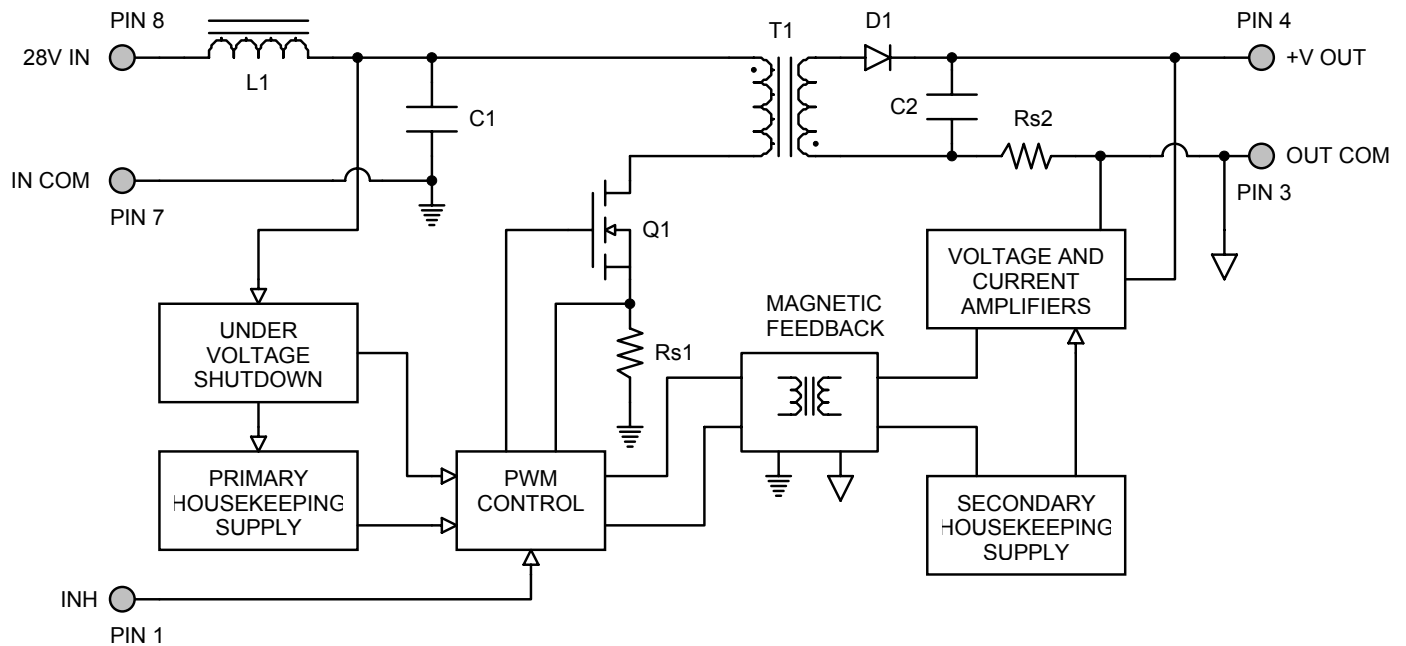 PIN 8
28V IN
L1
C1
IN COM
PIN 7
T1
D1
PIN 4
+V OUT
C2
Rs2
OUT COM
PIN 3
Q1
VOLTAGE AND
CURRENT
AMPLIFIERS
MAGNETIC
FEEDBACK
UNDER
VOLTAGE
SHUTDOWN
Rs1
PRIMARY
HOUSEKEEPING
SUPPLY
PWM
CONTROL
SECONDARY
HOUSEKEEPING
SUPPLY
INH
PIN 1